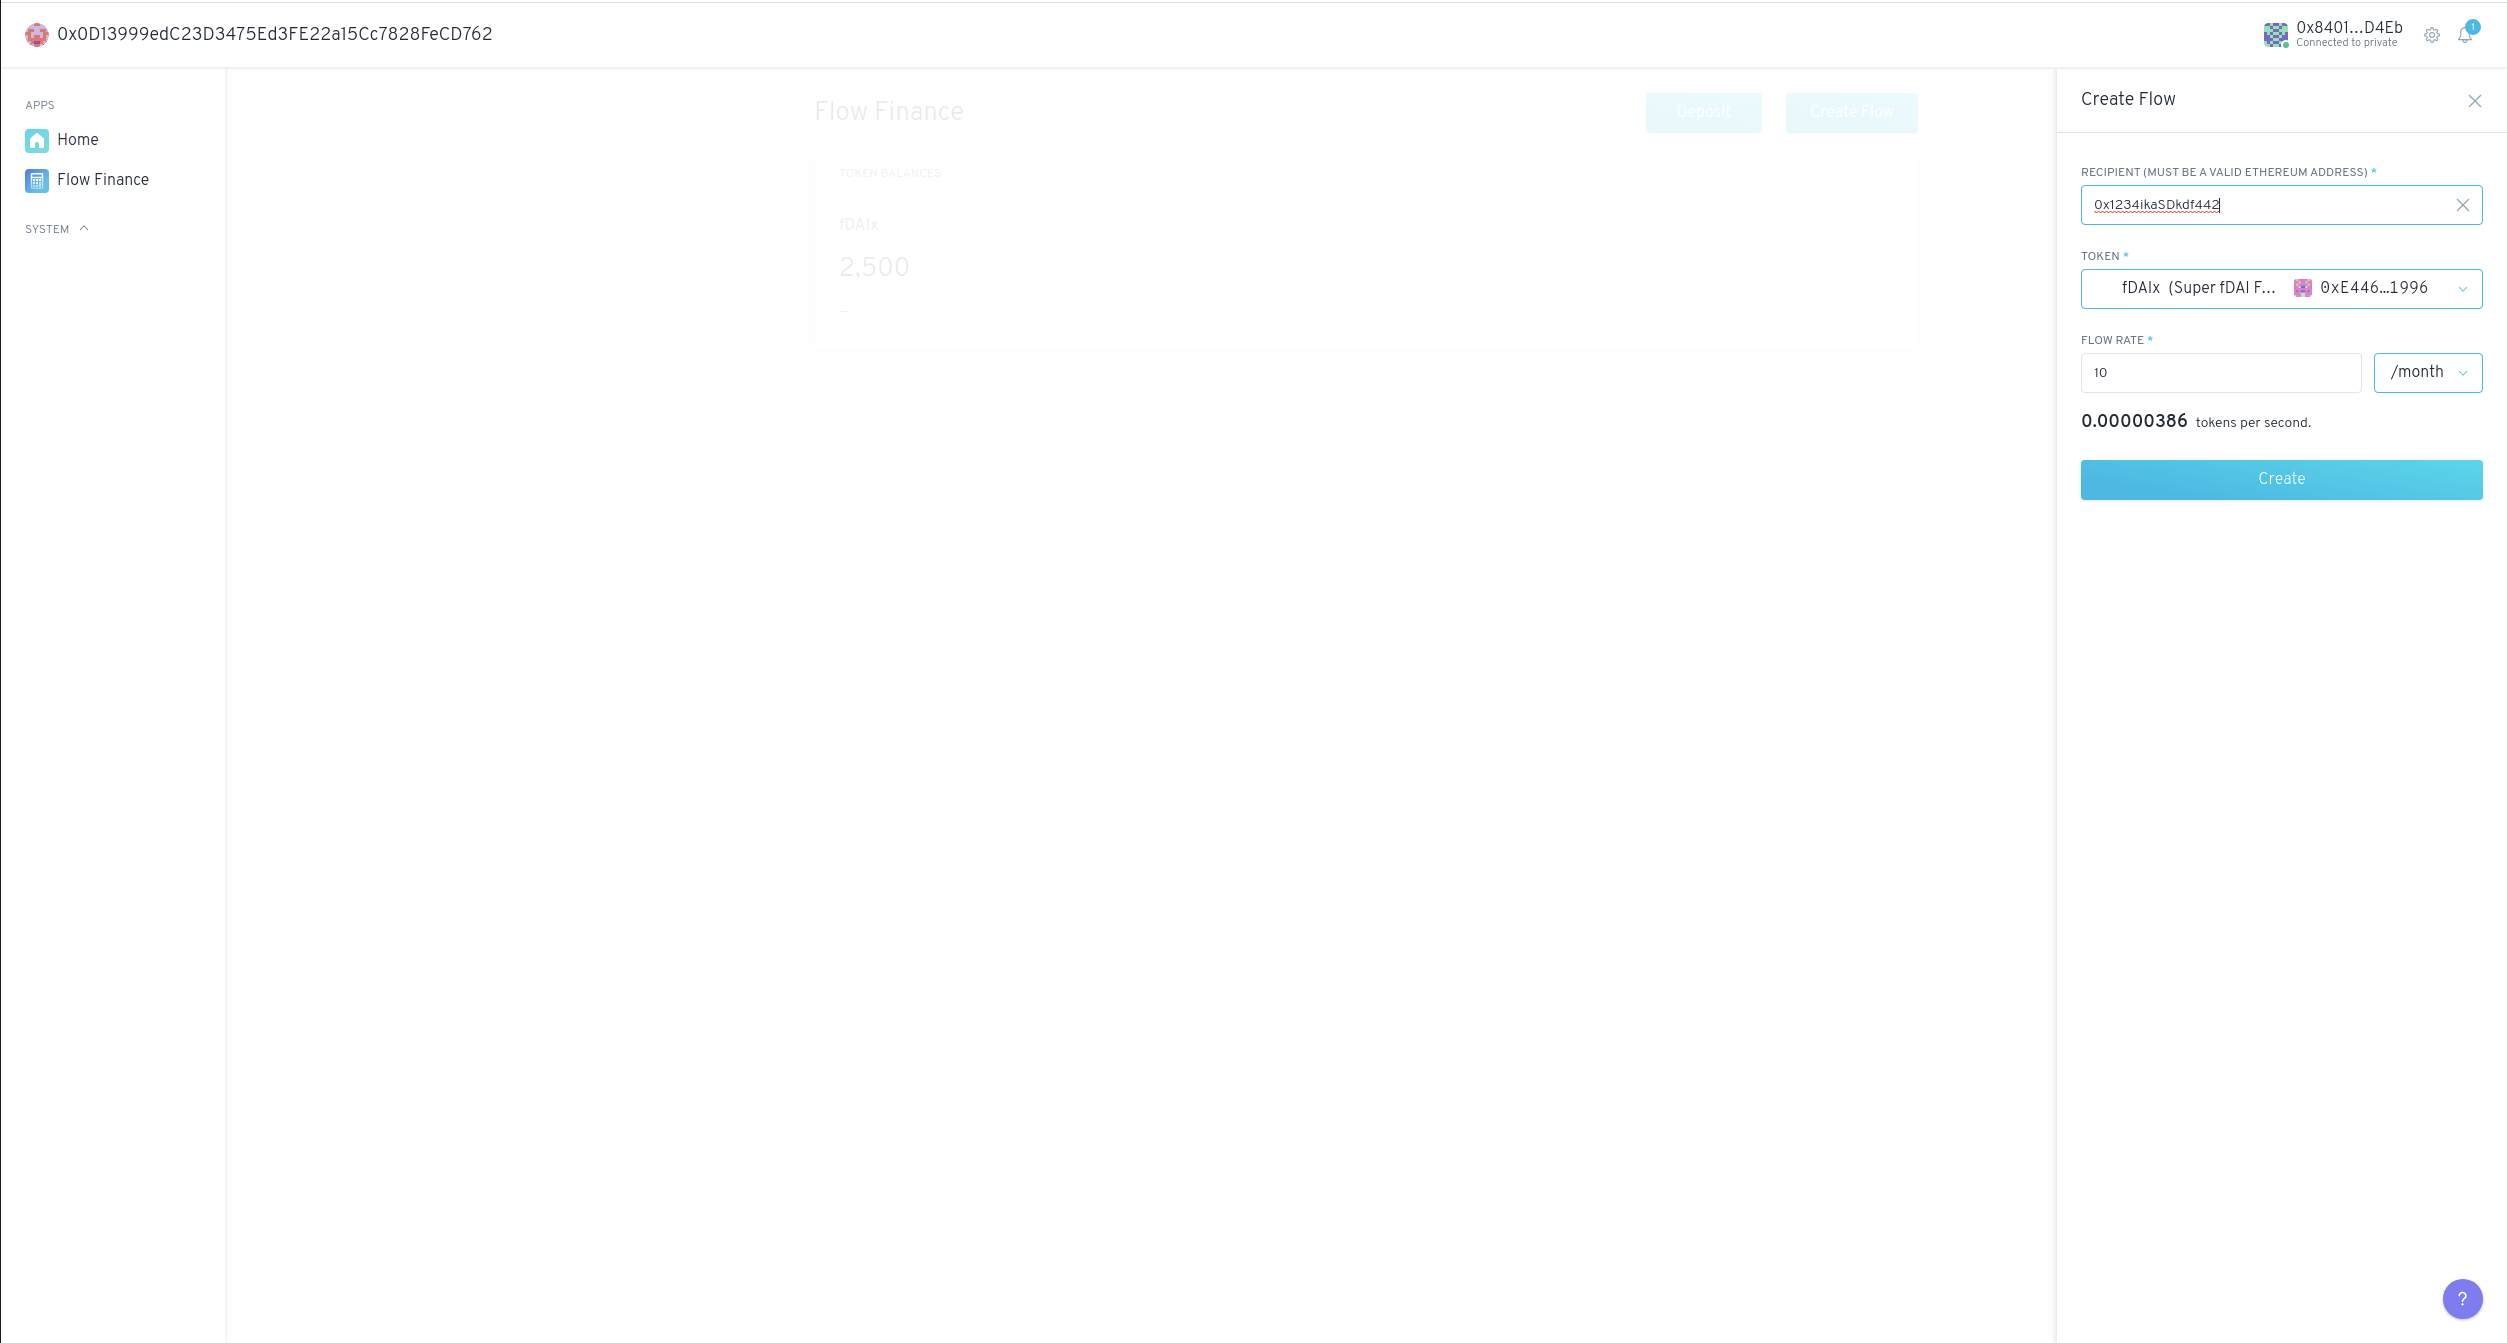 0x0D13999edC23D3475Ed3FE22a15Cc7828FeCD762
0x8401...D4Eb
Connected to private
1
APPS
Home
Flow Finance
SYSTEM
Flow Finance
Deposit
Create Flow
TOKEN BALANCES
fDAIx
2,500
–
Create Flow
RECIPIENT (MUST BE A VALID ETHEREUM ADDRESS) *
0x1234ikaSDkdf442
TOKEN *
fDAIx (Super fDAI F... 0xE446...1996
FLOW RATE *
10 /month
0.00000386 tokens per second.
Create
?